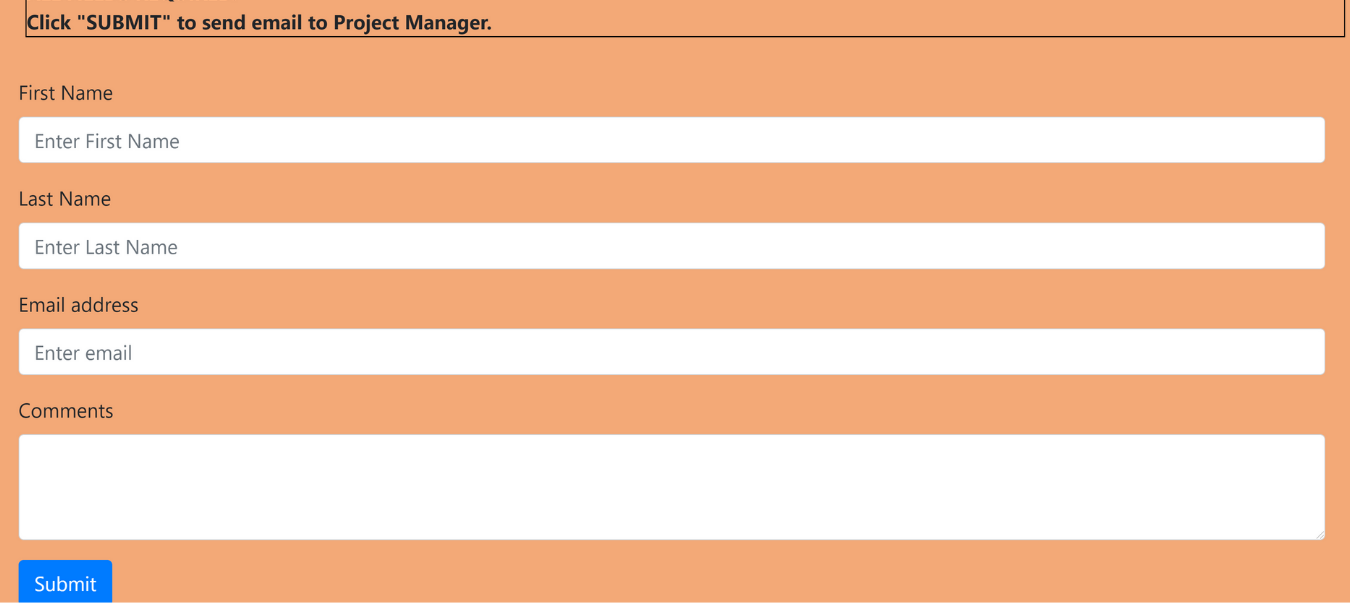 Click "SUBMIT" to send email to Project Manager.
First Name
Enter First Name
Last Name
Enter Last Name
Email address
Enter email
Comments
Submit